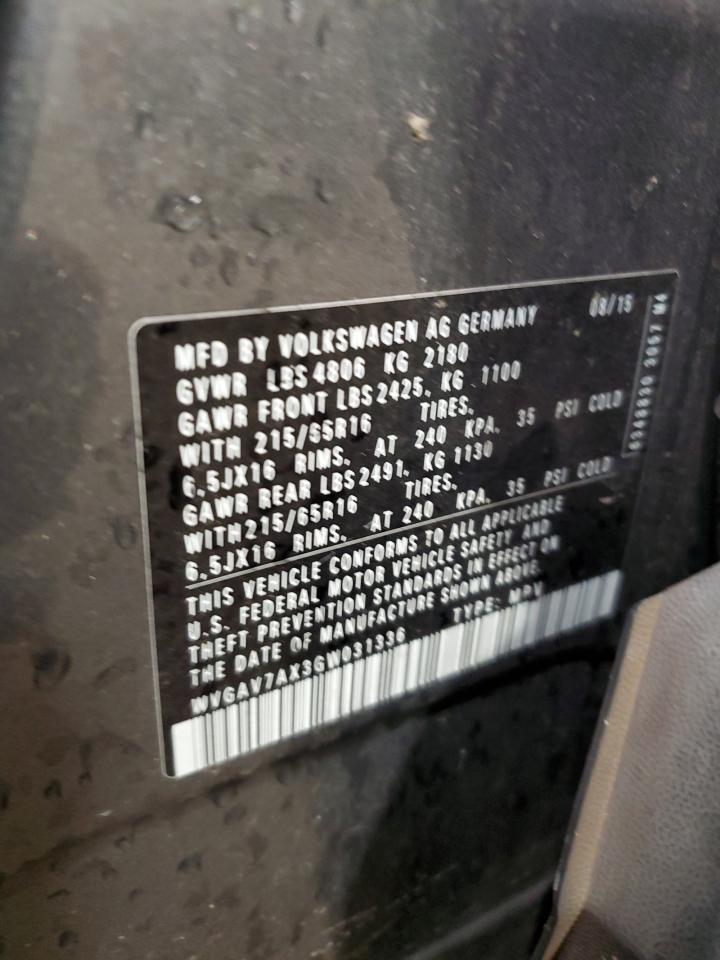 MFD BY VOLKSWAGEN AG GERMANY 08/15
GVWR LBS 4806 KG 2180
GAWR FRONT LBS 2425, KG 1100
WITH 215/65R16 TIRES,
6.5JX16 RIMS, AT 240 KPA, 35 PSI COLD
GAWR REAR LBS 2491, KG 1130
WITH 215/65R16 TIRES,
6.5JX16 RIMS, AT 240 KPA, 35 PSI COLD
THIS VEHICLE CONFORMS TO ALL APPLICABLE
U.S. FEDERAL MOTOR VEHICLE SAFETY AND
THEFT PREVENTION STANDARDS IN EFFECT ON
THE DATE OF MANUFACTURE SHOWN ABOVE.
WVGAV7AX3GW031336 TYPE: MPV